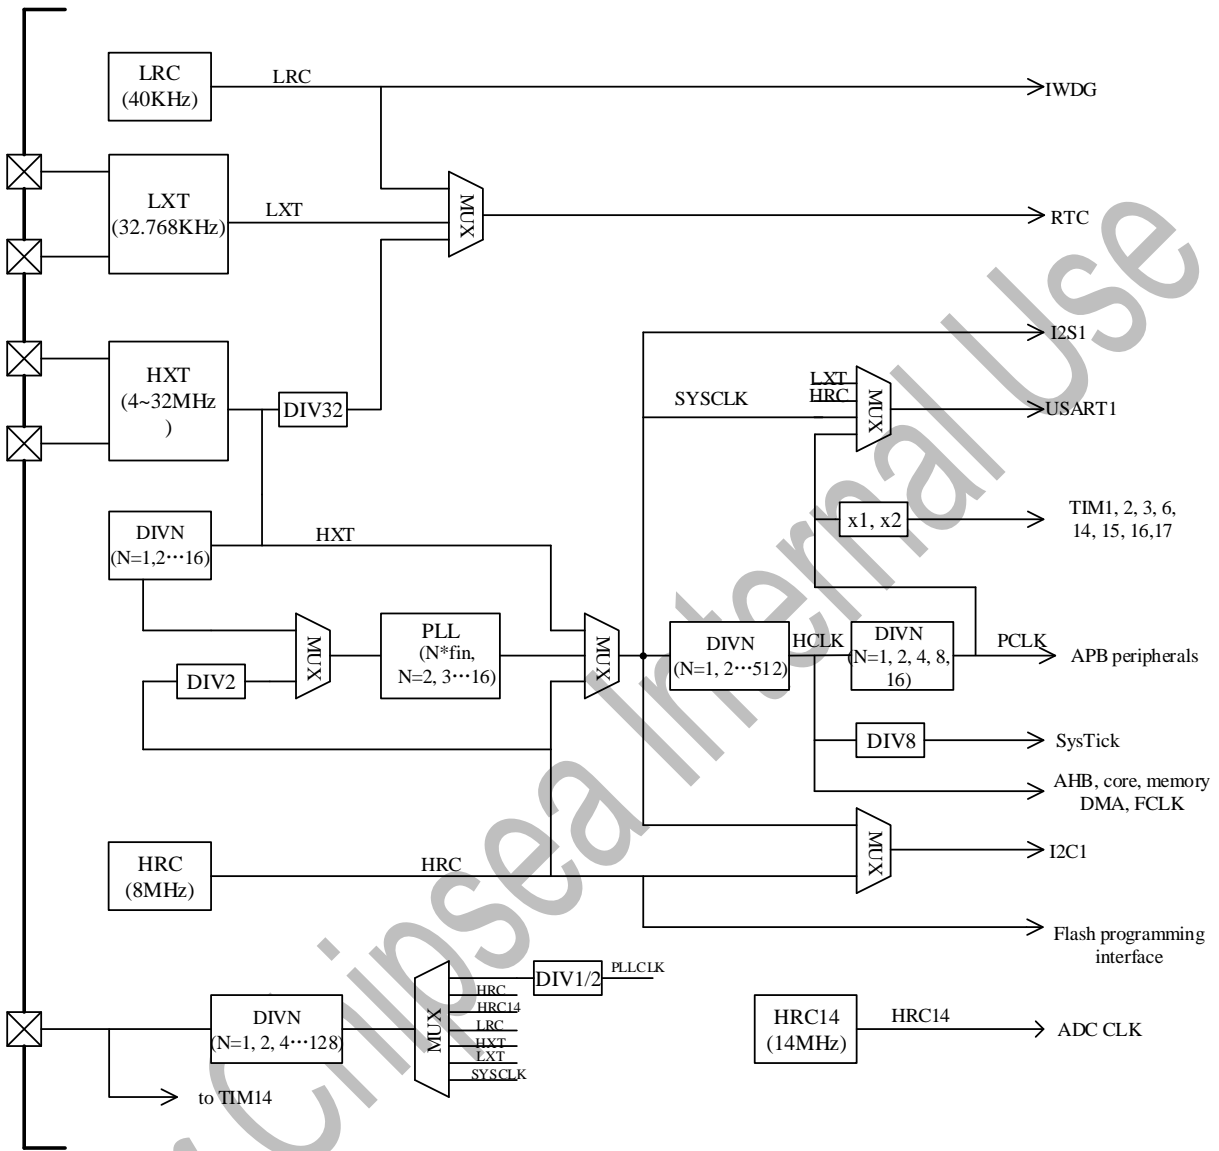 LRC
(40KHz)
LRC
IWDG
LXT
(32.768KHz)
LXT
MUX
RTC
HXT
(4~32MHz
)
DIV32
I2S1
LXT
HRC
SYSCLK
MUX
USART1
x1, x2
TIM1, 2, 3, 6,
14, 15, 16,17
DIVN
(N=1,2···16)
HXT
MUX
PLL
(N*fin,
N=2, 3···16)
DIV2
MUX
DIVN
(N=1, 2···512)
HCLK
DIVN
(N=1, 2, 4, 8,
16)
PCLK
APB peripherals
DIV8
SysTick
AHB, core, memory
DMA, FCLK
HRC
(8MHz)
HRC
MUX
I2C1
Flash programming
interface
DIVN
(N=1, 2, 4···128)
MUX
DIV1/2
PLLCLK
HRC
HRC14
LRC
HXT
LXT
SYSCLK
to TIM14
HRC14
(14MHz)
HRC14
ADC CLK
Chipsea Internal Use